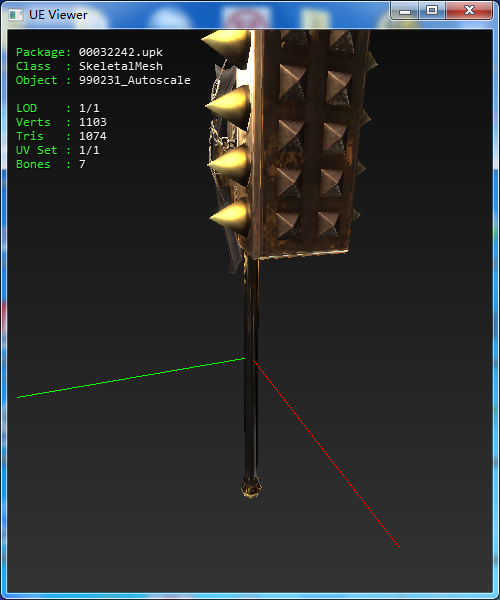 UE Viewer
Package: 00032242.upk
Class : SkeletalMesh
Object : 990231_Autoscale
LOD : 1/1
Verts : 1103
Tris : 1074
UV Set : 1/1
Bones : 7